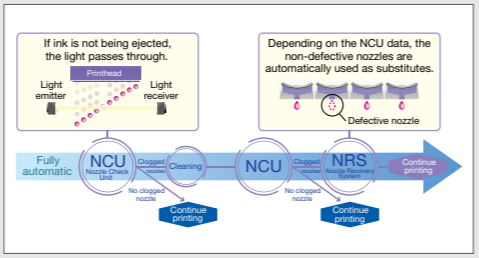 If ink is not being ejected,
the light passes through.
Printhead
Light
emitter
Light
receiver
Depending on the NCU data, the
non-defective nozzles are
automatically used as substitutes.
Defective nozzle
Fully
automatic
NCU
Nozzle Check
Unit
Clogged
nozzles
Cleaning
NCU
Clogged
nozzles
NRS
Nozzle Recovery
System
Continue
printing
No clogged
nozzle
Continue
printing
No clogged
nozzle
Continue
printing